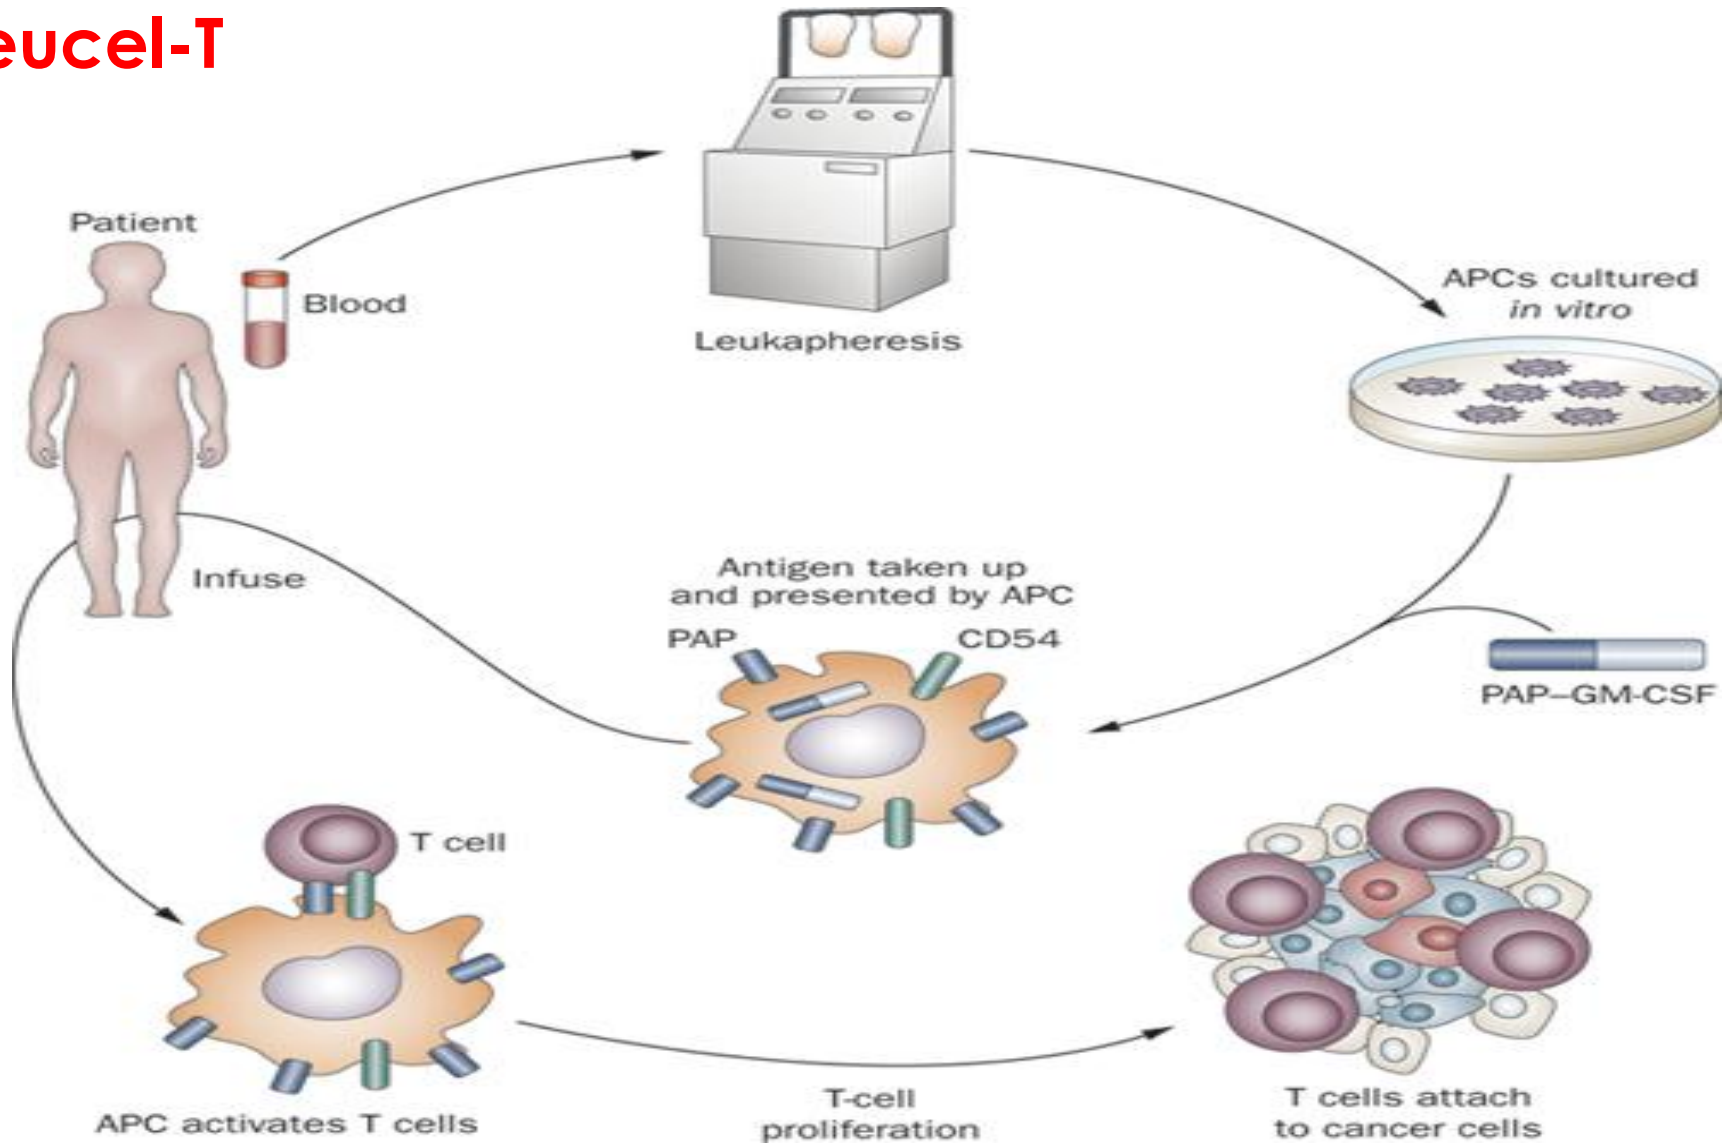 eucel-T
Patient
Blood
Leukapheresis
APCs cultured
in vitro
Infuse
Antigen taken up
and presented by APC
PAP
CD54
PAP–GM-CSF
T cell
APC activates T cells
T-cell
proliferation
T cells attach
to cancer cells